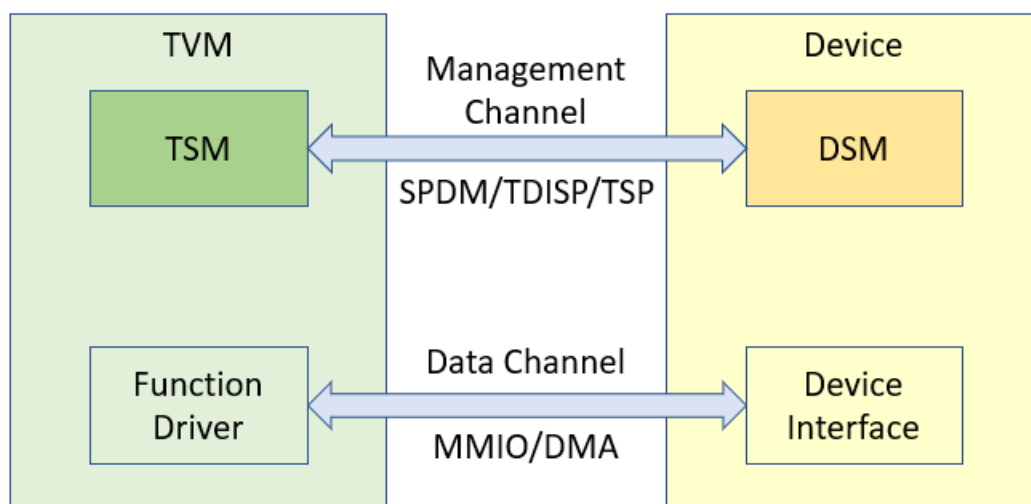 TVM
Device
Management
Channel
TSM
DSM
SPDM/TDISP/TSP
Data Channel
Function
Driver
Device
Interface
MMIO/DMA